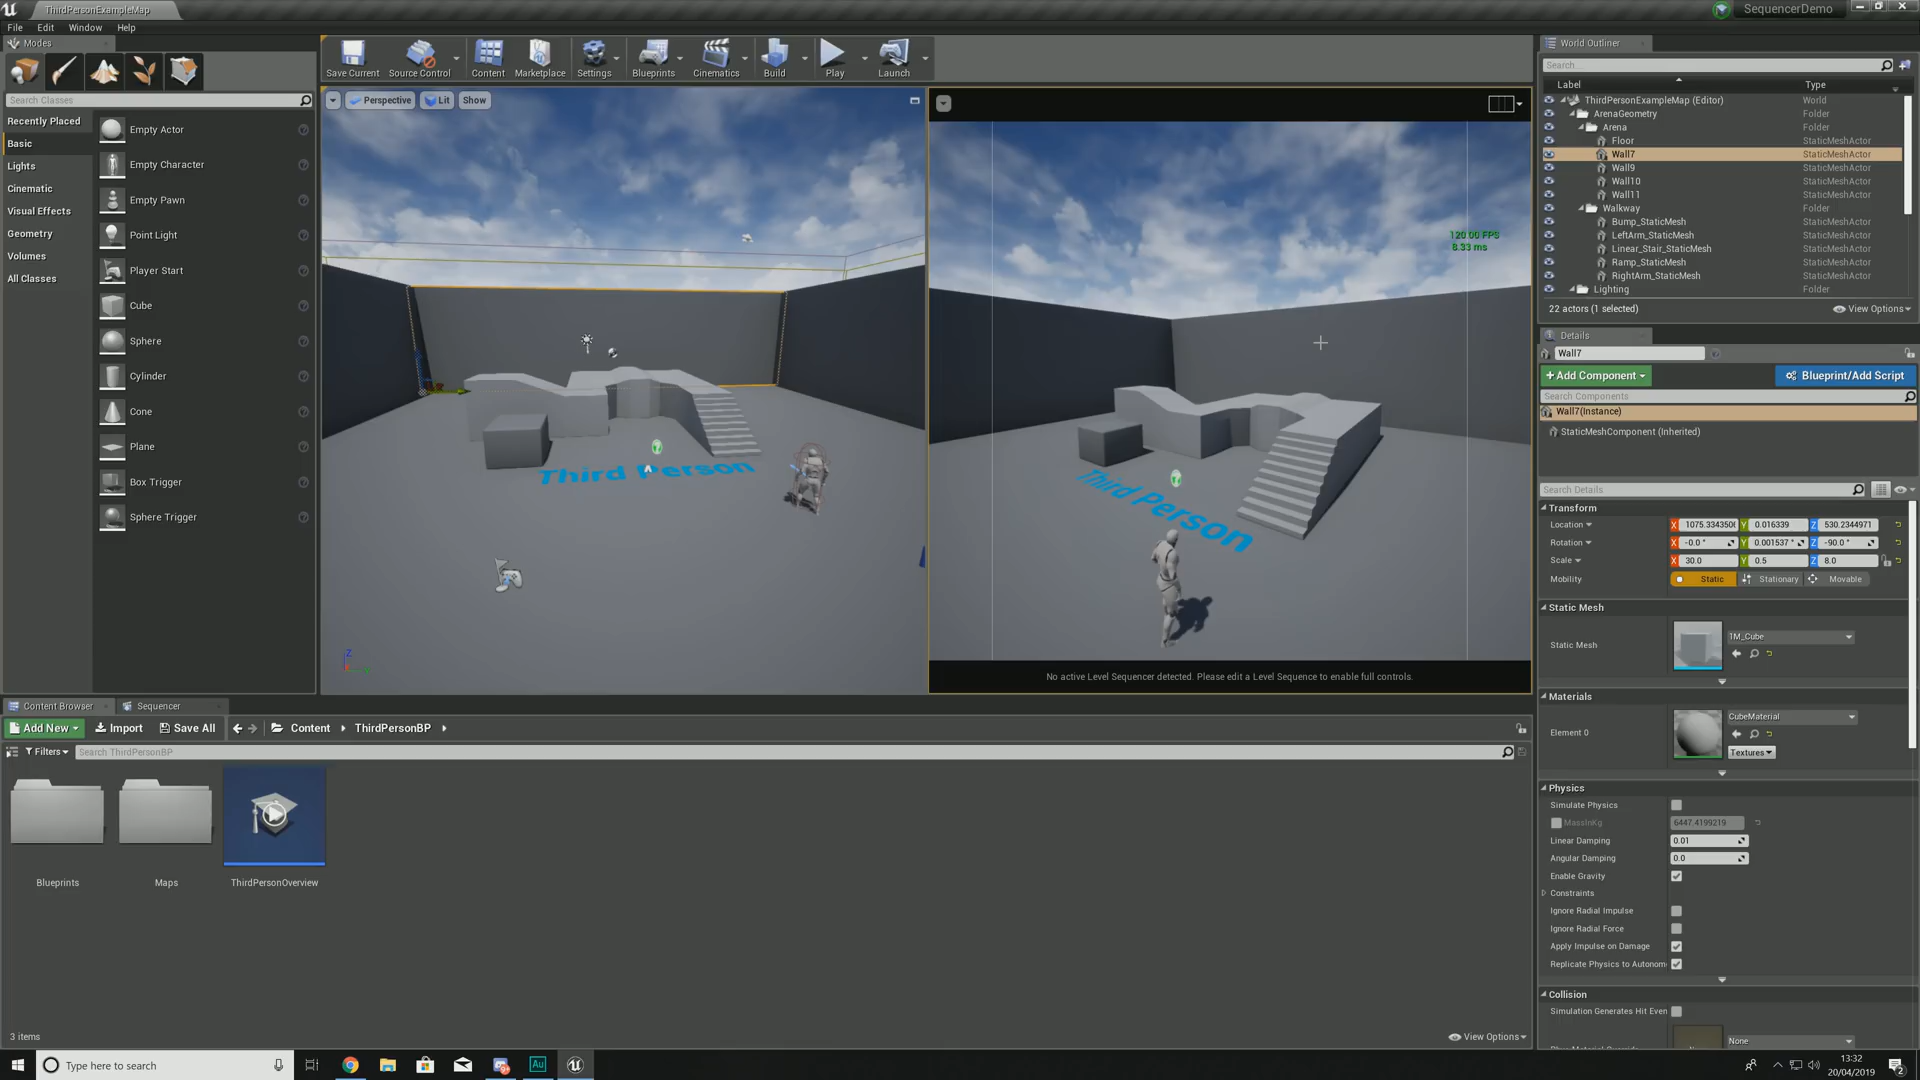 ThirdPersonExampleMap
SequencerDemo
File Edit Window Help
Modes
Search Classes
Recently Placed
Basic
Lights
Cinematic
Visual Effects
Geometry
Volumes
All Classes
Empty Actor
Empty Character
Empty Pawn
Point Light
Player Start
Cube
Sphere
Cylinder
Cone
Plane
Box Trigger
Sphere Trigger
Save Current Source Control Content Marketplace Settings Blueprints Cinematics Build Play Launch
Perspective Lit Show
Third Person
Z
120.00 FPS
8.33 ms
Third Person
No active Level Sequencer detected. Please edit a Level Sequence to enable full controls.
World Outliner
Search...
Label Type
ThirdPersonExampleMap (Editor) World
ArenaGeometry Folder
Arena Folder
Floor StaticMeshActor
Wall7 StaticMeshActor
Wall9 StaticMeshActor
Wall10 StaticMeshActor
Wall11 StaticMeshActor
Walkway Folder
Bump_StaticMesh StaticMeshActor
LeftArm_StaticMesh StaticMeshActor
Linear_Stair_StaticMesh StaticMeshActor
Ramp_StaticMesh StaticMeshActor
RightArm_StaticMesh StaticMeshActor
Lighting Folder
22 actors (1 selected) View Options
Details
Wall7
+Add Component Blueprint/Add Script
Search Components
Wall7(Instance)
StaticMeshComponent (Inherited)
Search Details
Transform
Location X Y 0.016339 Z 530.2344971
Rotation X -0.0 ° Y 0.001537 ° Z -90.0 °
Scale X 30.0 Y 0.5 Z 8.0
Mobility Static Stationary Movable
Static Mesh
Static Mesh 1M_Cube
Materials
Element 0 CubeMaterial
Textures
Physics
Simulate Physics
MassInKg 6447.4199219
Linear Damping 0.01
Angular Damping 0.0
Enable Gravity
Constraints
Ignore Radial Impulse
Ignore Radial Force
Apply Impulse on Damage
Replicate Physics to Autonom
Collision
Simulation Generates Hit Even
None
Content Browser Sequencer
Add New Import Save All Content ThirdPersonBP
Filters Search ThirdPersonBP
Blueprints Maps ThirdPersonOverview
3 items View Options
Type here to search
Au
13:32
20/04/2019
2